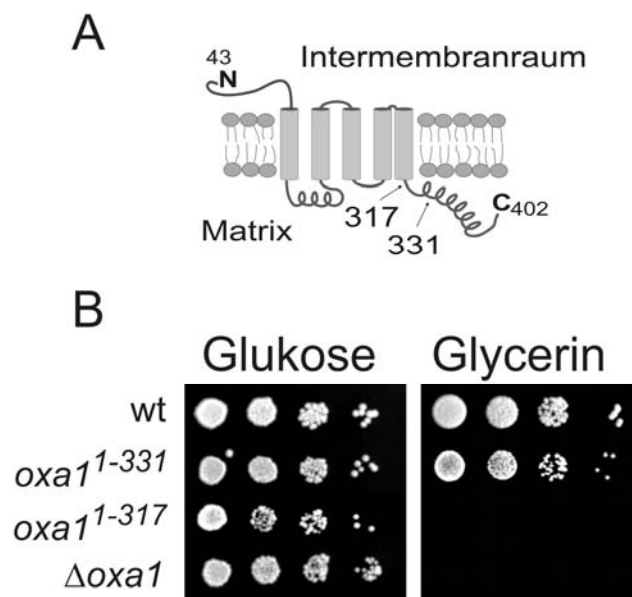 A
43
N
Intermembranraum
317
331
C402
Matrix
B
Glukose Glycerin
wt
oxa1 1-331
oxa1 1-317
Δoxa1